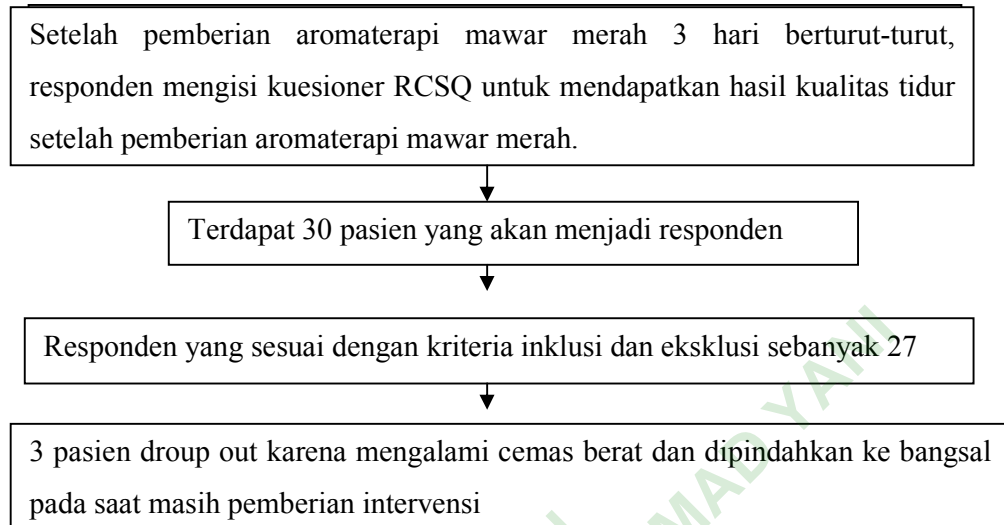 Setelah pemberian aromaterapi mawar merah 3 hari berturut-turut,
responden mengisi kuesioner RCSQ untuk mendapatkan hasil kualitas tidur
setelah pemberian aromaterapi mawar merah.
Terdapat 30 pasien yang akan menjadi responden
Responden yang sesuai dengan kriteria inklusi dan eksklusi sebanyak 27
3 pasien droup out karena mengalami cemas berat dan dipindahkan ke bangsal
pada saat masih pemberian intervensi
MAD YANI